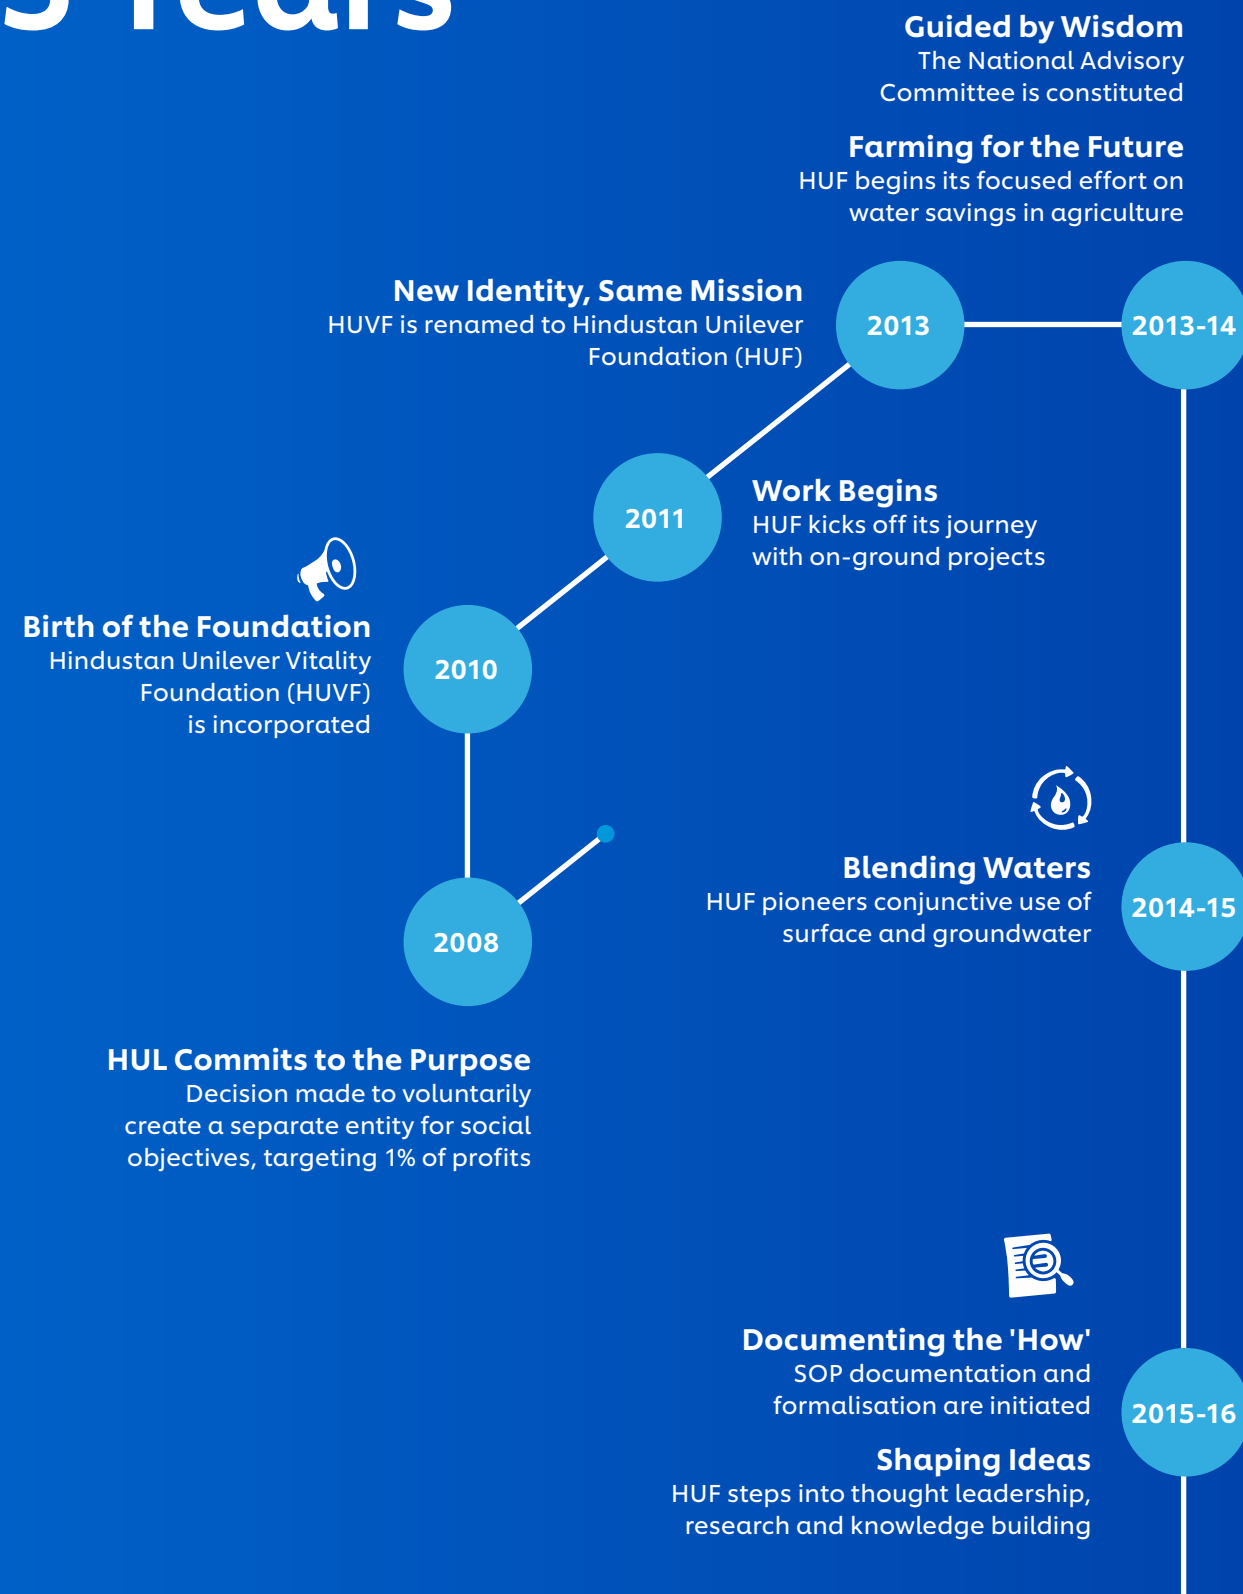 5 Years
Guided by Wisdom
The National Advisory
Committee is constituted
Farming for the Future
HUF begins its focused effort on
water savings in agriculture
New Identity, Same Mission
HUVF is renamed to Hindustan Unilever
Foundation (HUF)
2013
2013-14
2011
Work Begins
HUF kicks off its journey
with on-ground projects
Birth of the Foundation
Hindustan Unilever Vitality
Foundation (HUVF)
is incorporated
2010
Blending Waters
HUF pioneers conjunctive use of
surface and groundwater
2014-15
2008
HUL Commits to the Purpose
Decision made to voluntarily
create a separate entity for social
objectives, targeting 1% of profits
Documenting the 'How'
SOP documentation and
formalisation are initiated
2015-16
Shaping Ideas
HUF steps into thought leadership,
research and knowledge building